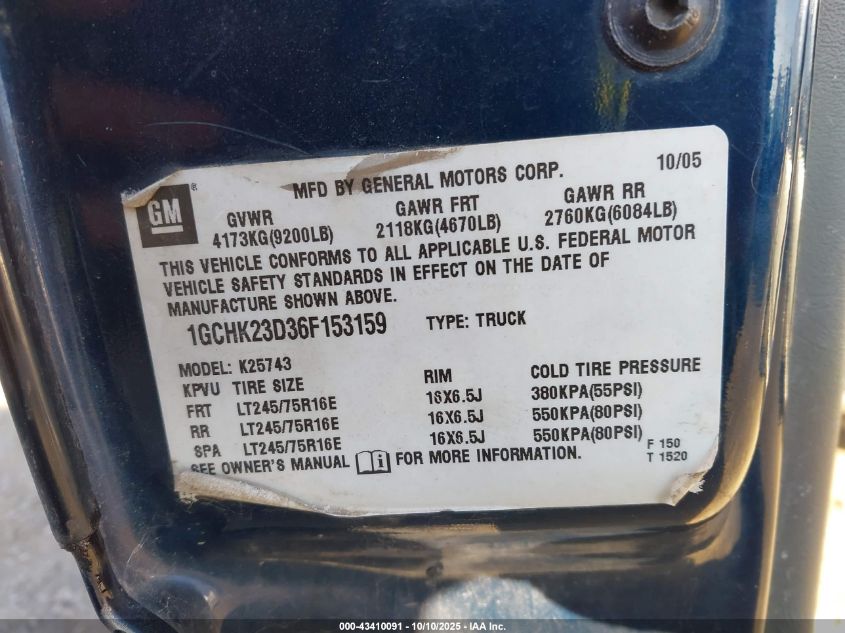 MFD BY GENERAL MOTORS CORP. 10/05
GM ®
GVWR GAWR FRT GAWR RR
4173KG(9200LB) 2118KG(4670LB) 2760KG(6084LB)
THIS VEHICLE CONFORMS TO ALL APPLICABLE U.S. FEDERAL MOTOR
VEHICLE SAFETY STANDARDS IN EFFECT ON THE DATE OF
MANUFACTURE SHOWN ABOVE.
1GCHK23D36F153159 TYPE: TRUCK
MODEL: K25743
KPVU TIRE SIZE RIM COLD TIRE PRESSURE
FRT LT245/75R16E 16X6.5J 380KPA(55PSI)
RR LT245/75R16E 16X6.5J 550KPA(80PSI)
SPA LT245/75R16E 16X6.5J 550KPA(80PSI)
SEE OWNER'S MANUAL i FOR MORE INFORMATION.
F 150
T 1520
000-43410091 - 10/10/2025 - IAA Inc.